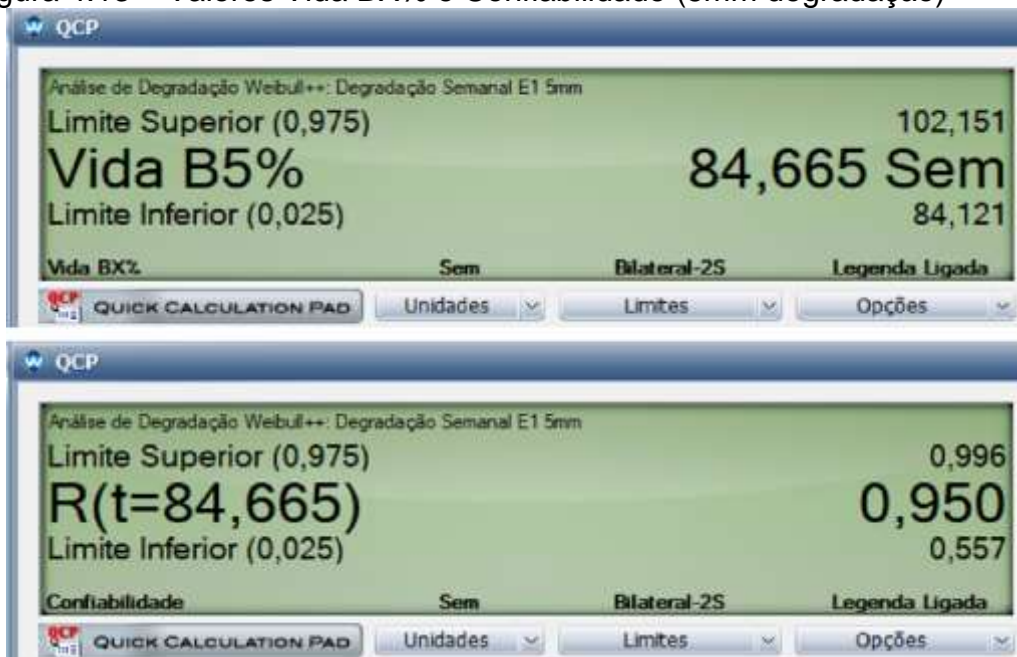 gura 4.18 – Valores Vida BX% e Confiabilidade (5mm degradação)
QCP
Análise de Degradação Weibull++: Degradação Semanal E1 5mm
Limite Superior (0,975) 102,151
Vida B5% 84,665 Sem
Limite Inferior (0,025) 84,121
Vida BX% Sem Bilateral-2S Legenda Ligada
QCP QUICK CALCULATION PAD Unidades Limites Opções
QCP
Análise de Degradação Weibull++: Degradação Semanal E1 5mm
Limite Superior (0,975) 0,996
R(t=84,665) 0,950
Limite Inferior (0,025) 0,557
Confiabilidade Sem Bilateral-2S Legenda Ligada
QCP QUICK CALCULATION PAD Unidades Limites Opções